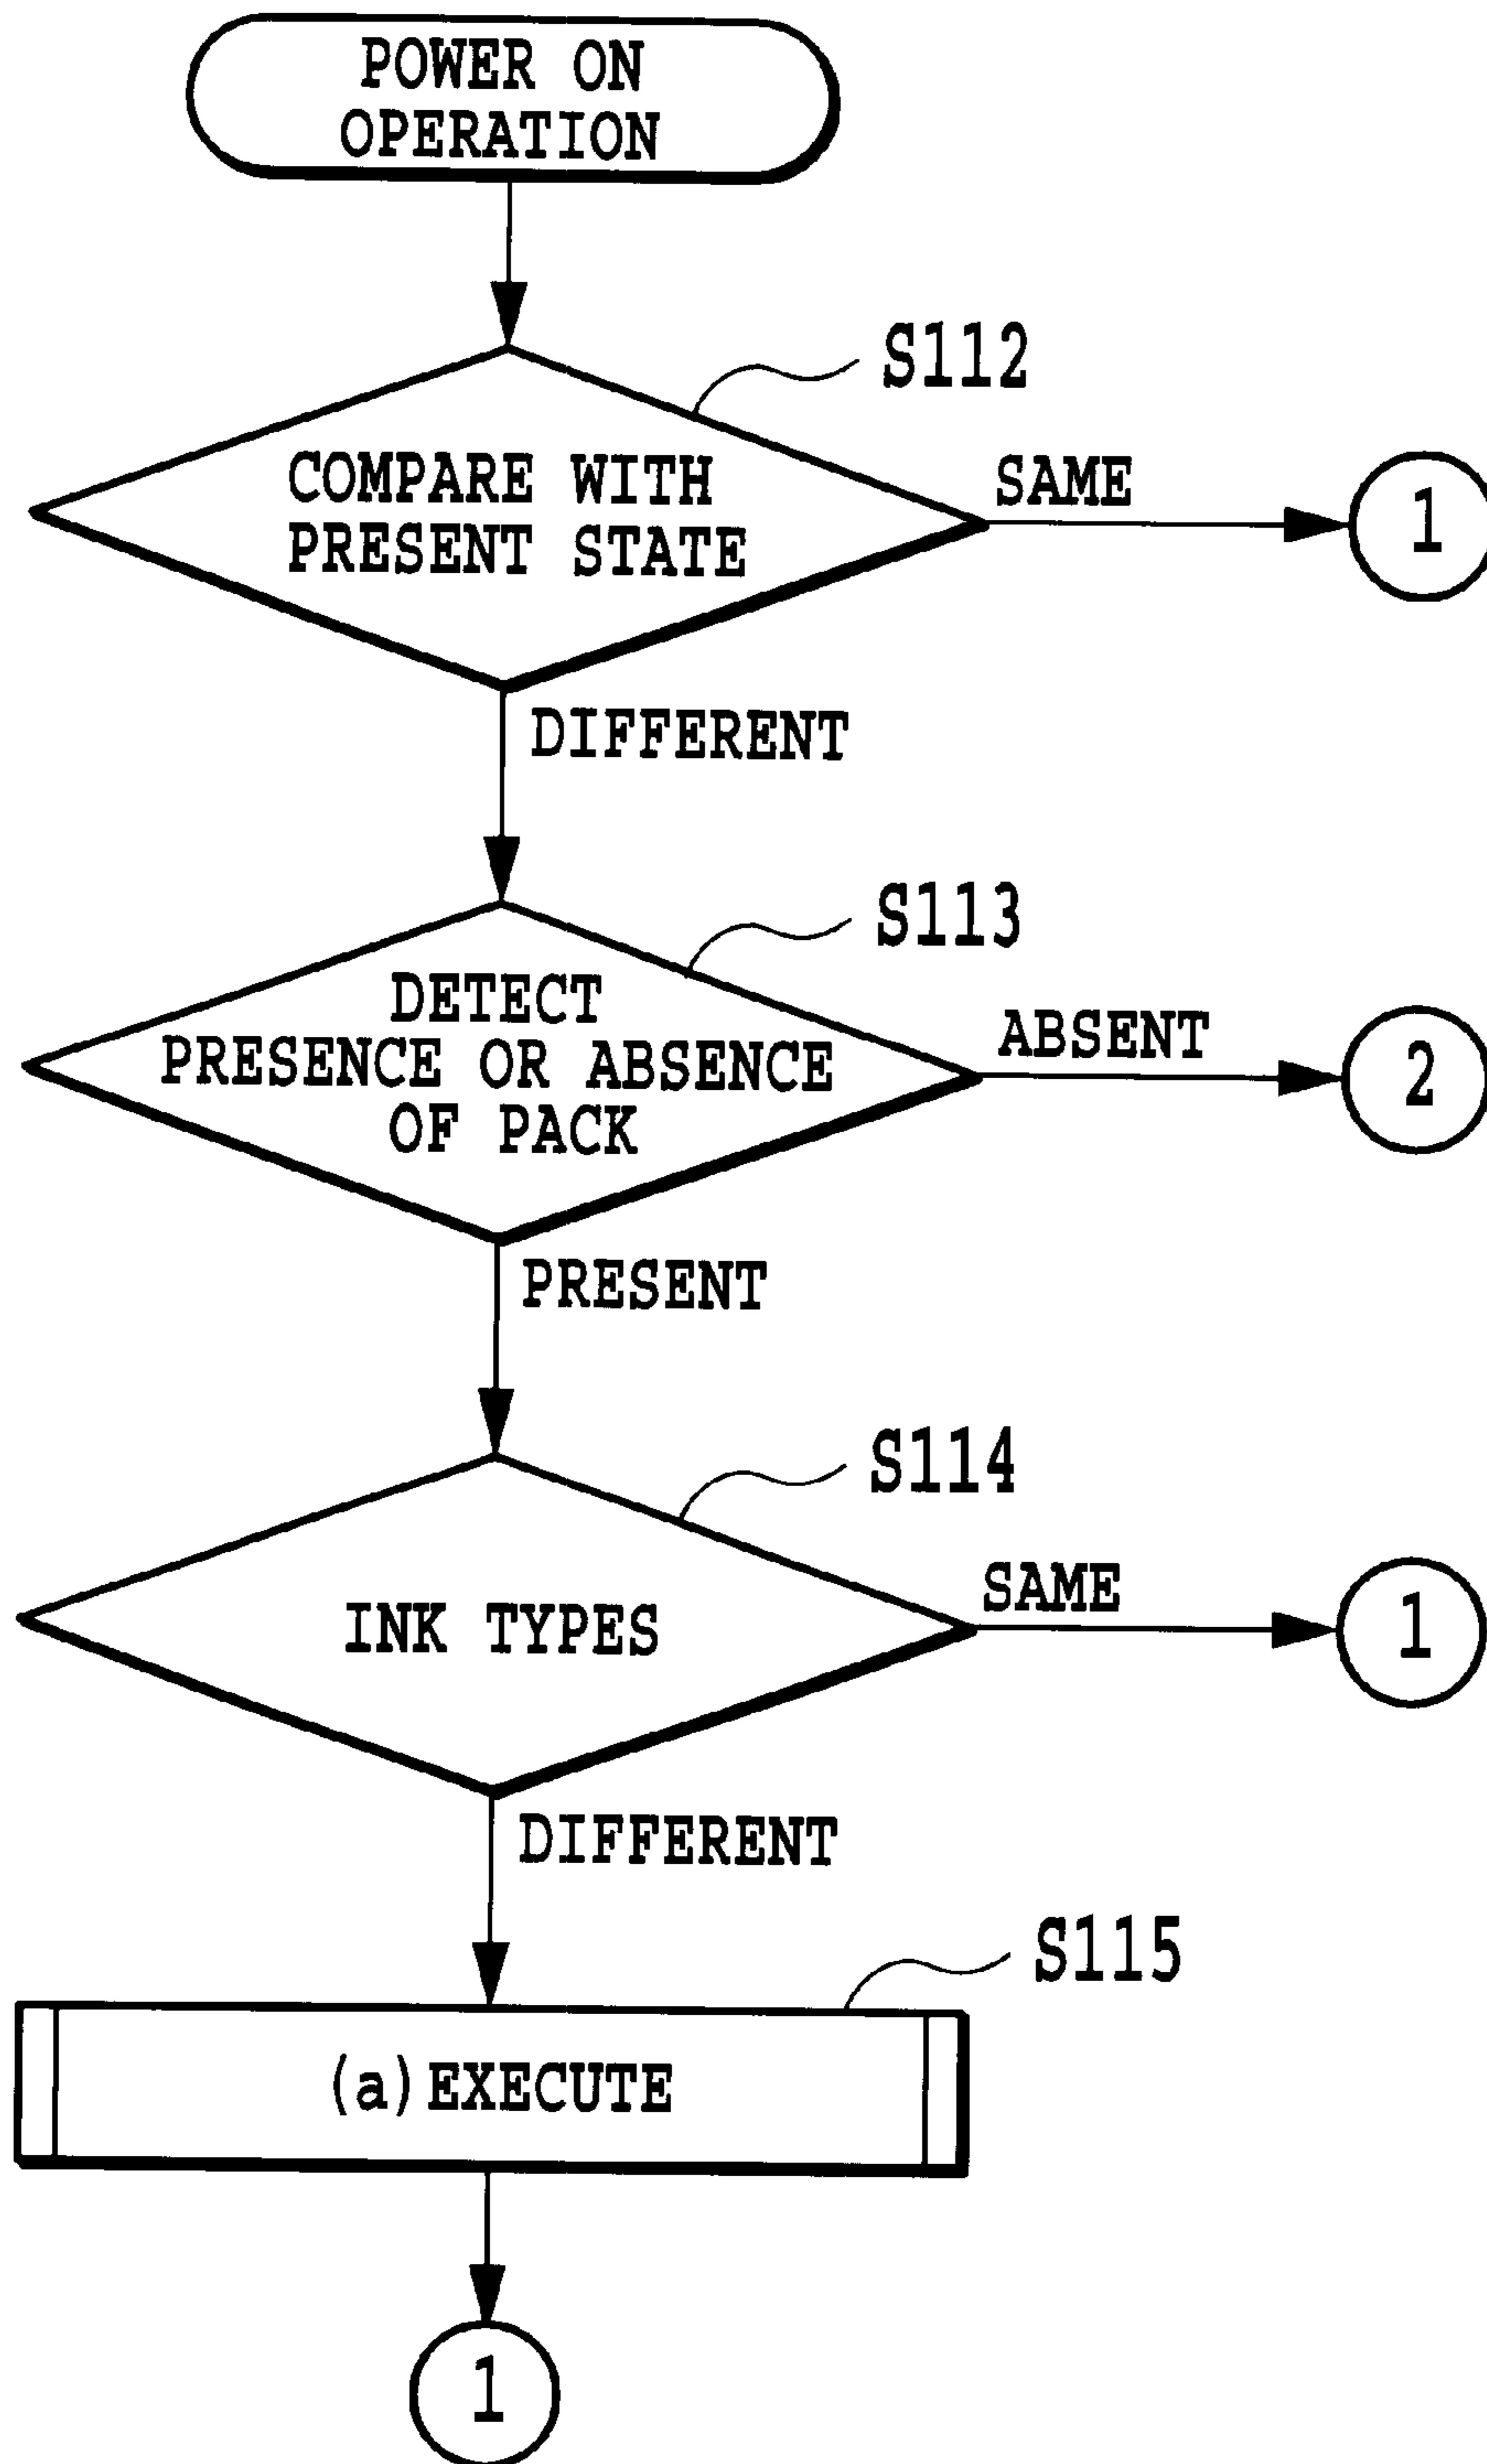 POWER ON
OPERATION
S112
COMPARE WITH
PRESENT STATE
SAME
1
DIFFERENT
S113
DETECT
PRESENCE OR ABSENCE
OF PACK
ABSENT
2
PRESENT
S114
INK TYPES
SAME
1
DIFFERENT
S115
(a)EXECUTE
1